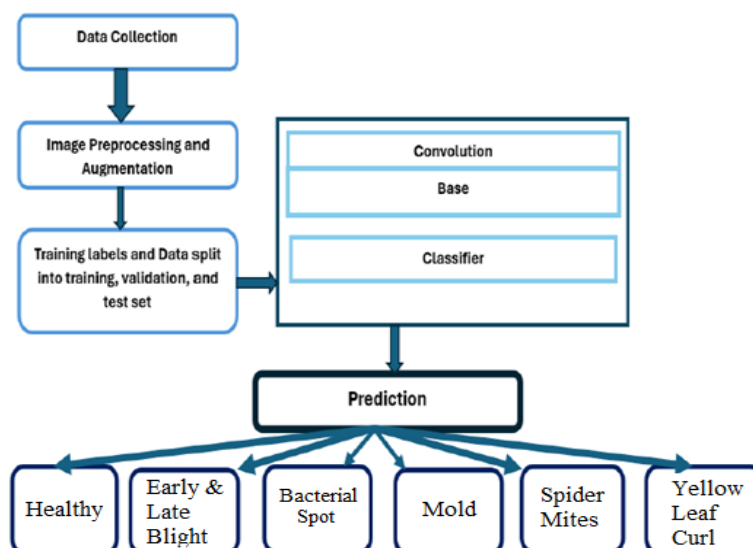 Data Collection
Image Preprocessing and
Augmentation
Training labels and Data split
into training, validation, and
test set
Convolution
Base
Classifier
Prediction
Healthy
Early &
Late
Blight
Bacterial
Spot
Mold
Spider
Mites
Yellow
Leaf
Curl